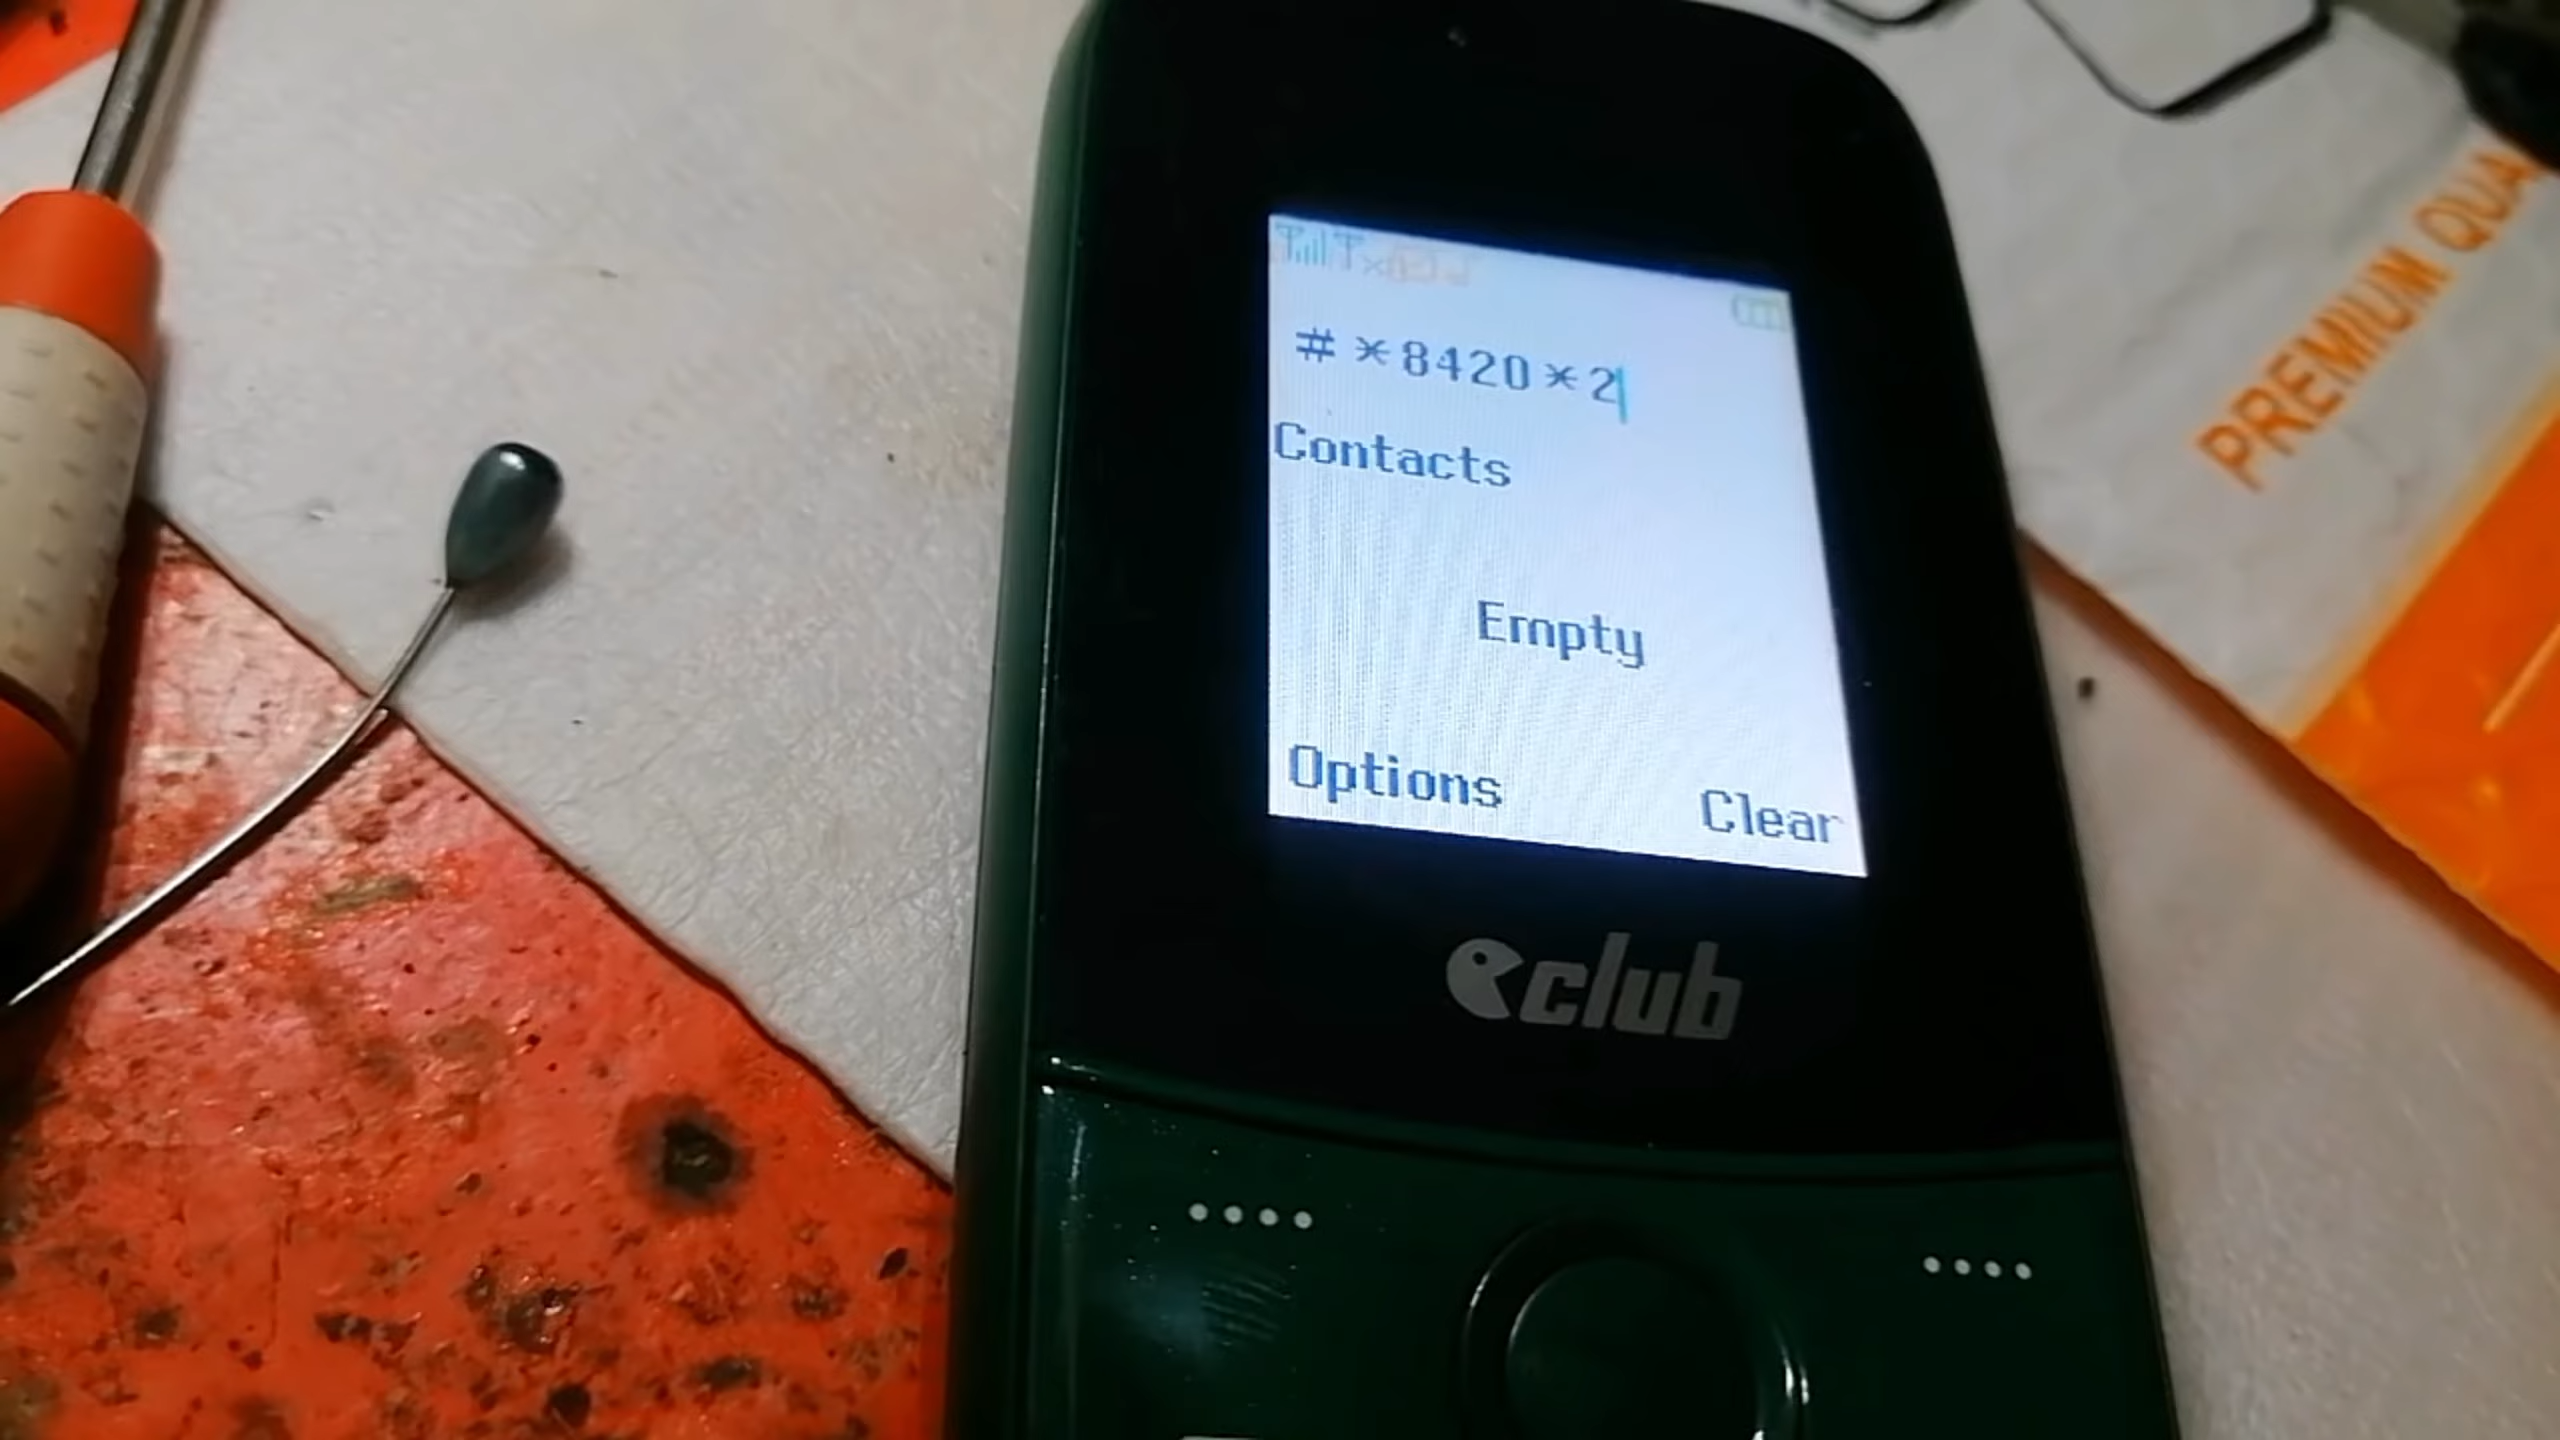 #*8420*2
Contacts
Empty
Options Clear
club
PREMIUM QUA